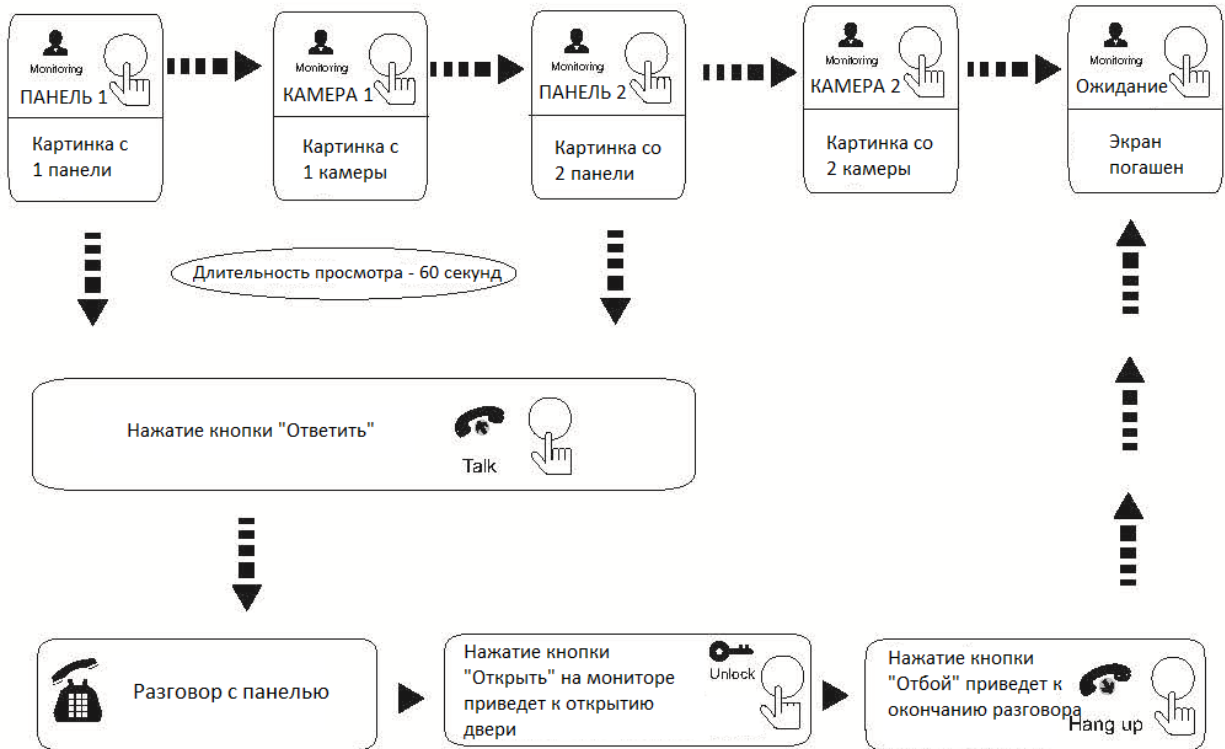 Monitoring
ПАНЕЛЬ 1
Картинка с
1 панели
Monitoring
КАМЕРА 1
Картинка с
1 камеры
Monitoring
ПАНЕЛЬ 2
Картинка со
2 панели
Monitoring
КАМЕРА 2
Картинка со
2 камеры
Monitoring
Ожидание
Экран
погашен
Длительность просмотра - 60 секунд
Нажатие кнопки "Ответить"
Talk
Разговор с панелью
Нажатие кнопки
"Открыть" на мониторе
приведет к открытию
двери
Unlock
Нажатие кнопки
"Отбой" приведет к
окончанию разговора
Hang up